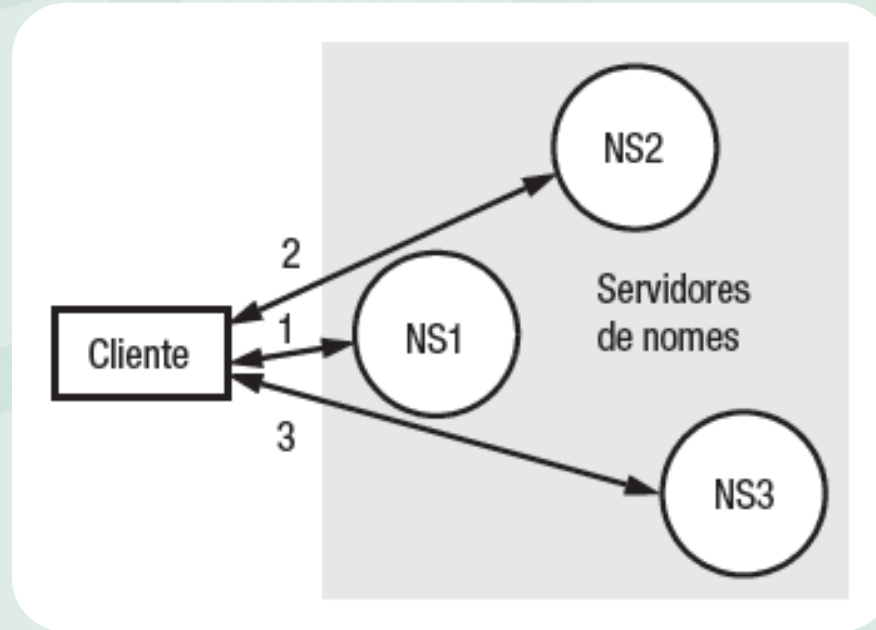 NS2
2
Servidores
de nomes
1
NS1
Cliente
3
NS3